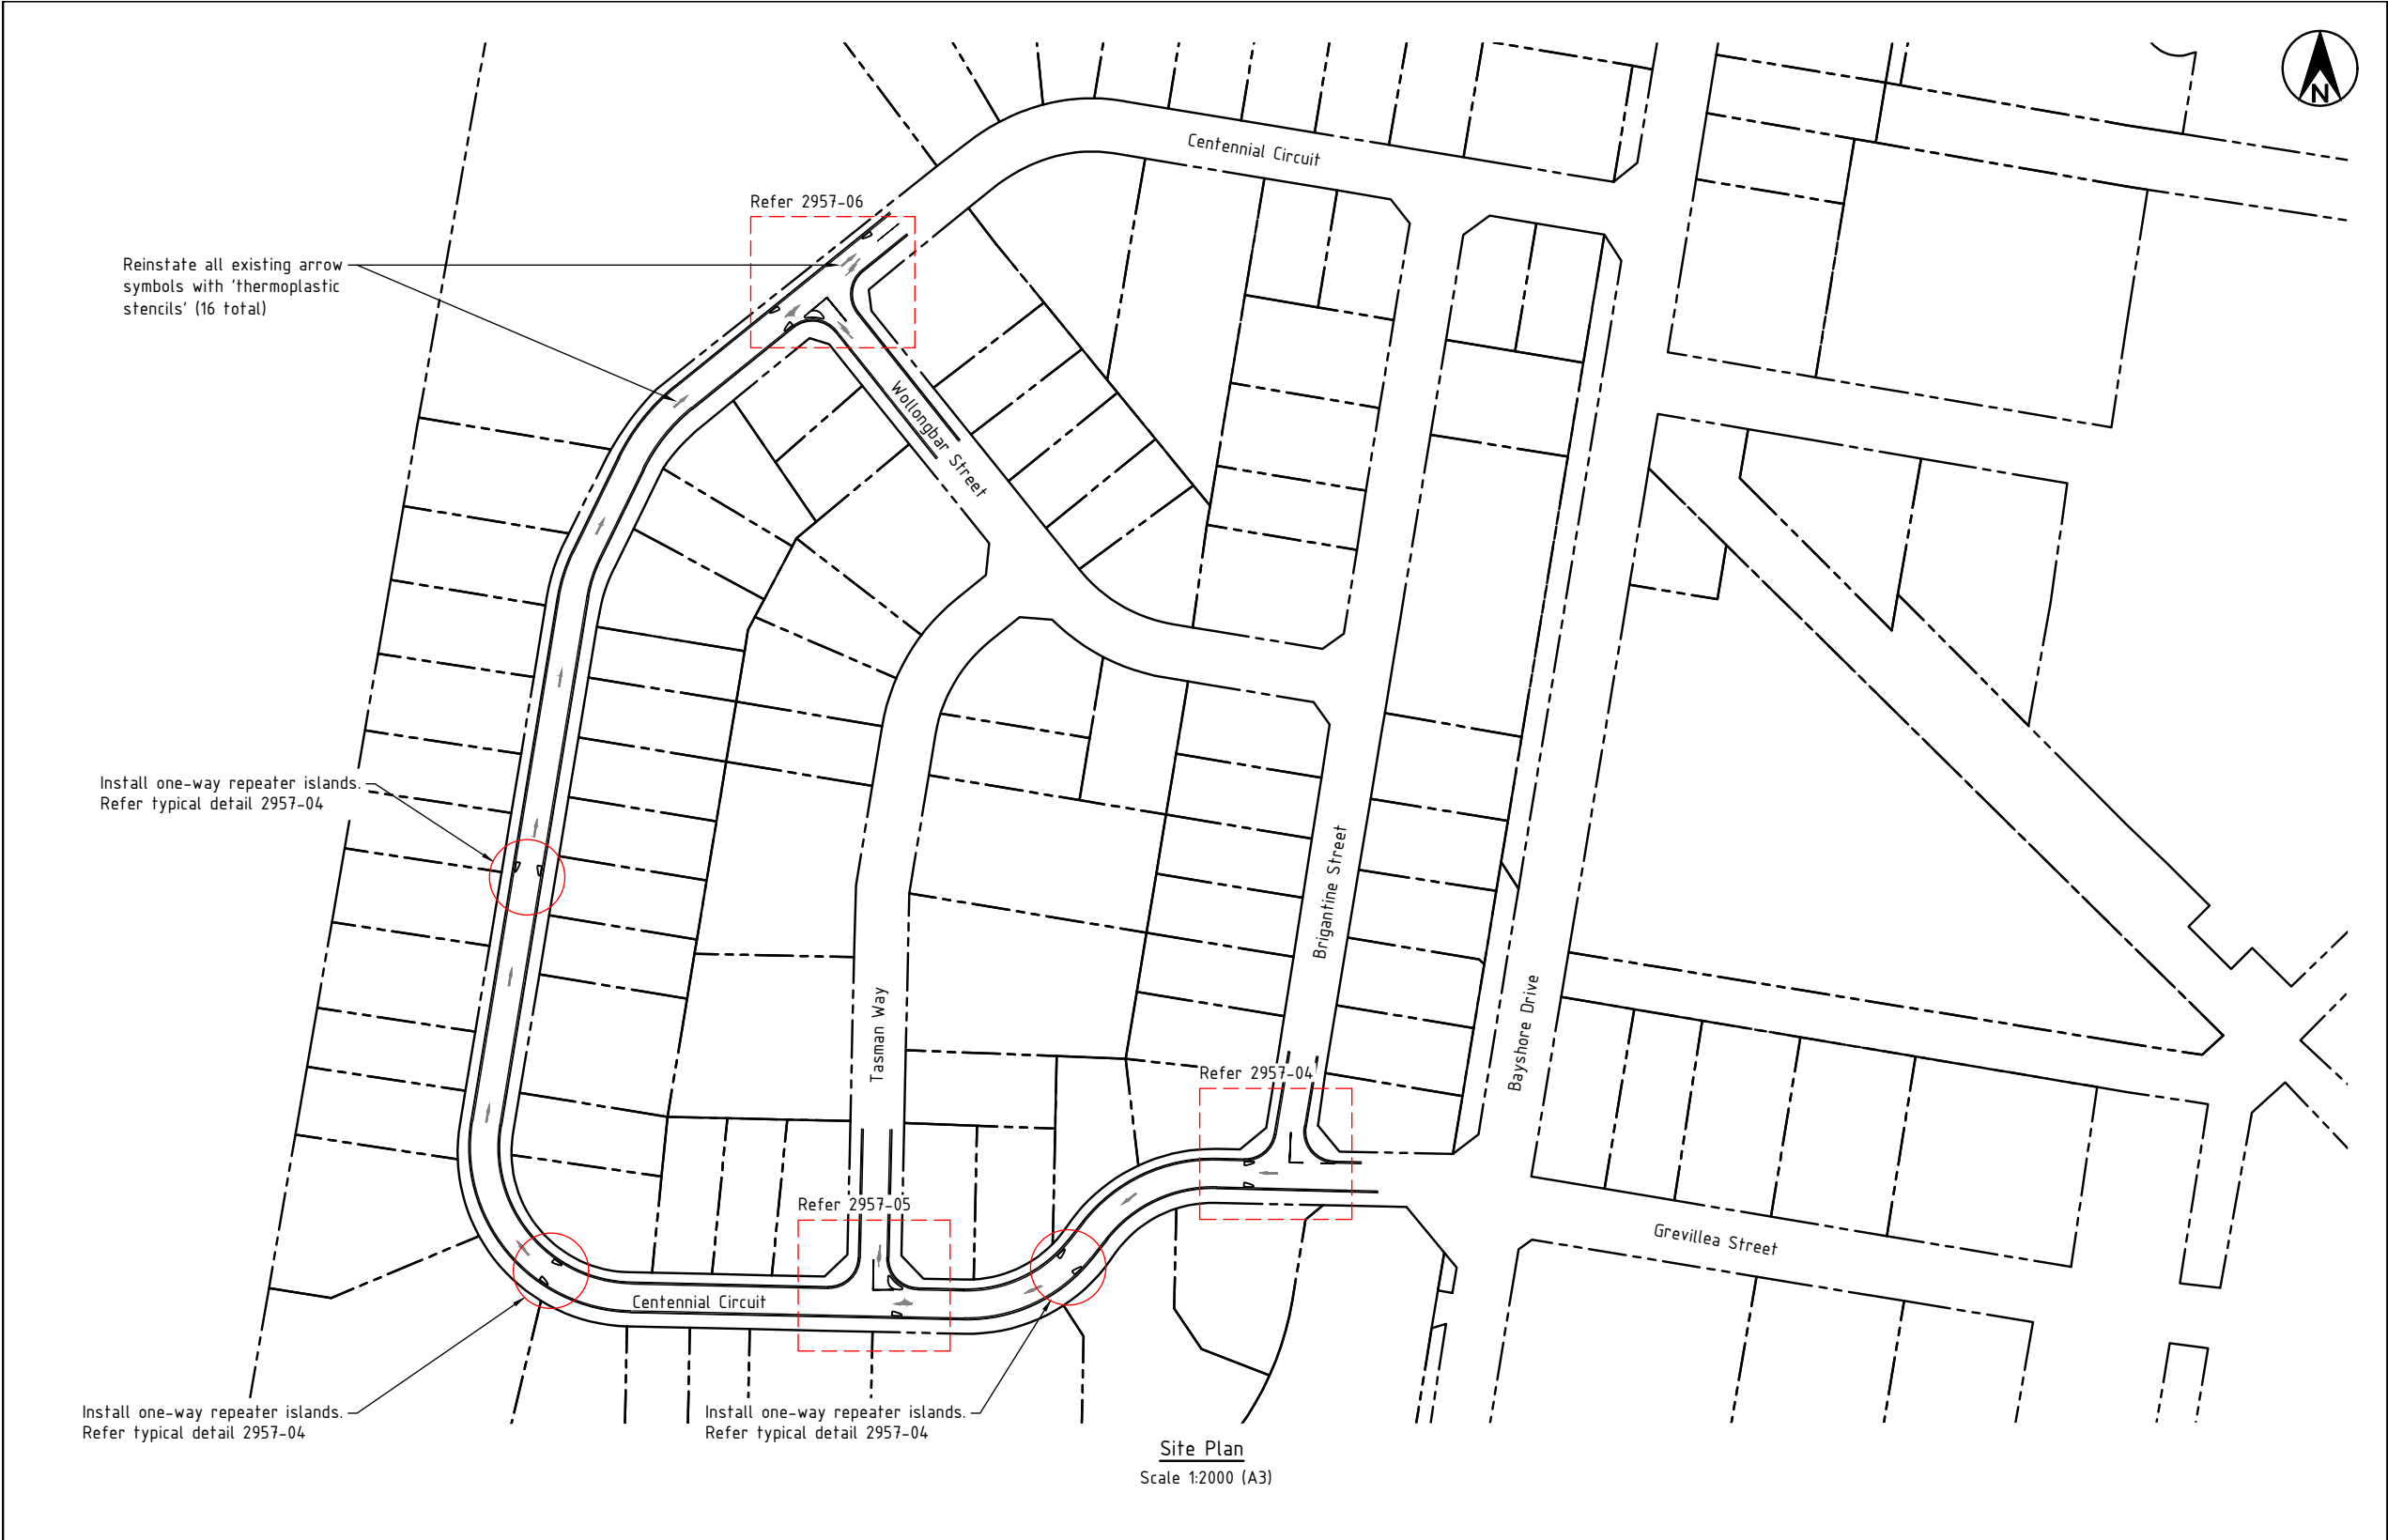 N
Centennial Circuit
Refer 2957-06
Reinstate all existing arrow
symbols with 'thermoplastic
stencils' (16 total)
Wollongbar Street
Install one-way repeater islands.
Refer typical detail 2957-04
Brigantine Street
Bayshore Drive
Tasman Way
Refer 2957-04
Refer 2957-05
Grevillea Street
Centennial Circuit
Install one-way repeater islands.
Refer typical detail 2957-04
Install one-way repeater islands.
Refer typical detail 2957-04
Site Plan
Scale 1:2000 (A3)